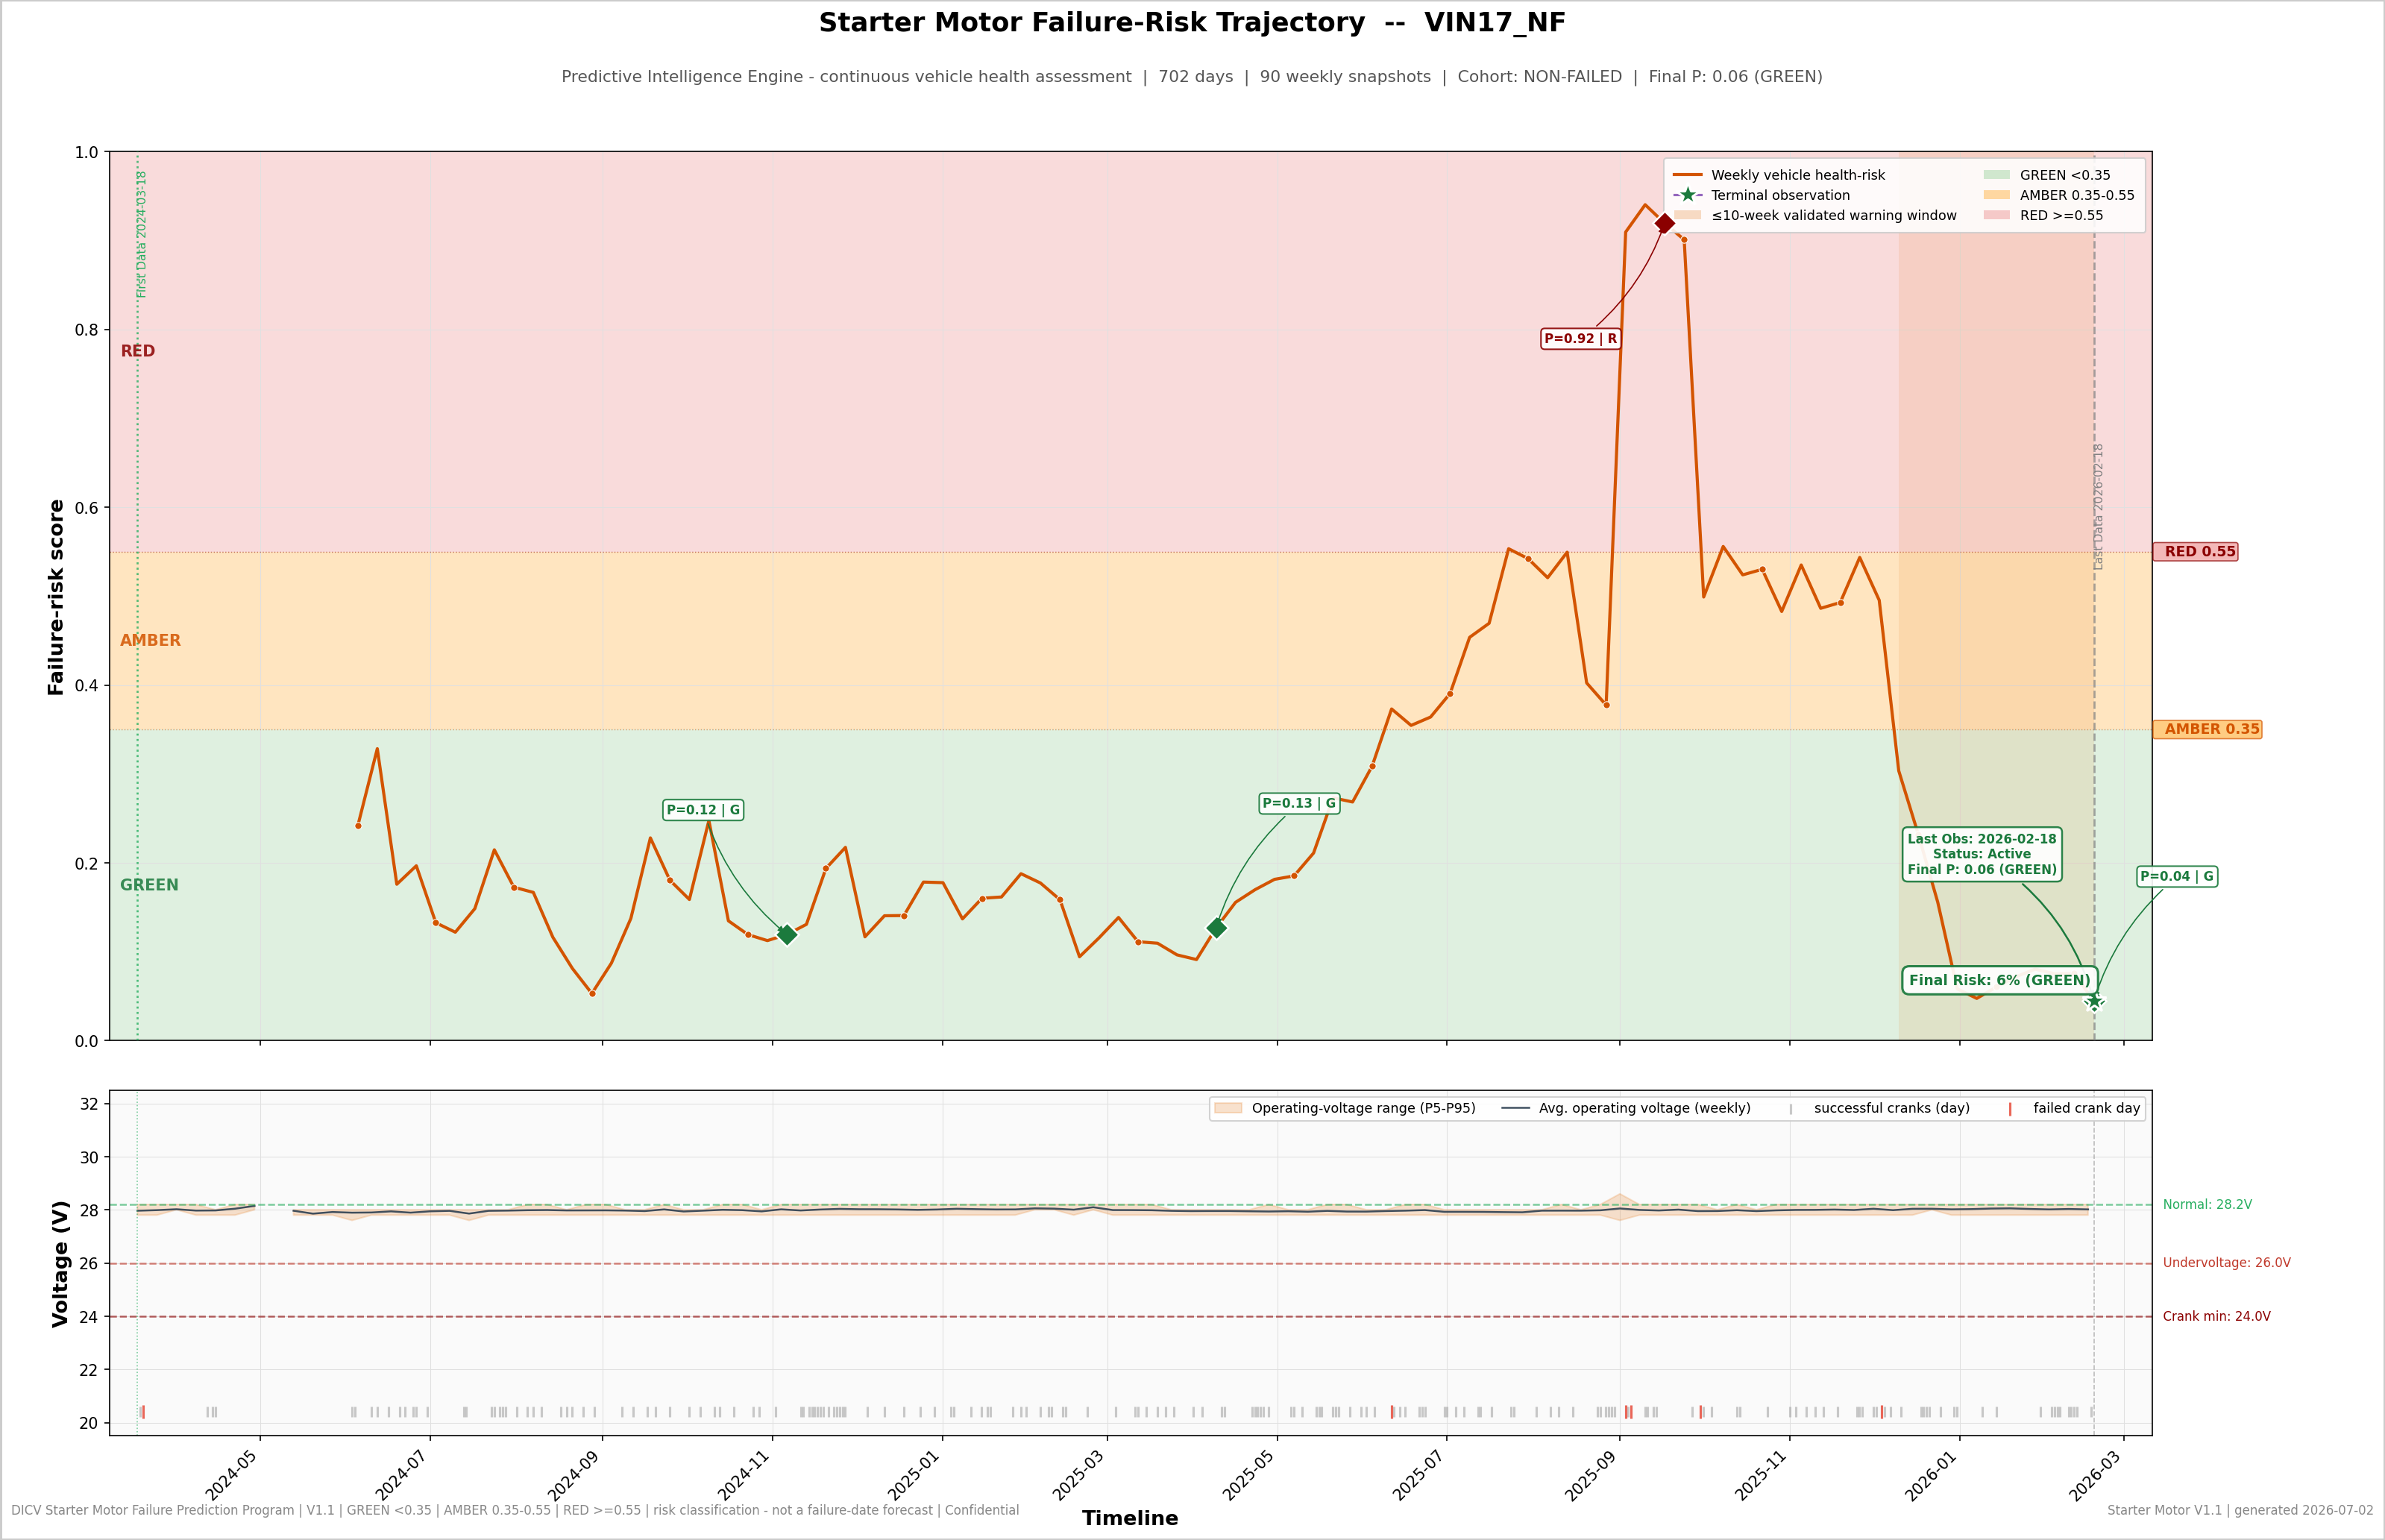 Starter Motor Failure-Risk Trajectory -- VIN17_NF
Predictive Intelligence Engine - continuous vehicle health assessment | 702 days | 90 weekly snapshots | Cohort: NON-FAILED | Final P: 0.06 (GREEN)
Failure-risk score
1.0
0.8
0.6
0.4
0.2
0.0
First Data 2024-03-18
RED
AMBER
GREEN
Weekly vehicle health-risk
Terminal observation
≤10-week validated warning window
GREEN <0.35
AMBER 0.35-0.55
RED >=0.55
P=0.92 | R
P=0.12 | G
P=0.13 | G
Last Data 2026-02-18
RED 0.55
AMBER 0.35
Last Obs: 2026-02-18
Status: Active
Final P: 0.06 (GREEN)
P=0.04 | G
Final Risk: 6% (GREEN)
Voltage (V)
32
30
28
26
24
22
20
Operating-voltage range (P5-P95)
Avg. operating voltage (weekly)
successful cranks (day)
failed crank day
Normal: 28.2V
Undervoltage: 26.0V
Crank min: 24.0V
2024-05
2024-07
2024-09
2024-11
2025-01
2025-03
2025-05
2025-07
2025-09
2025-11
2026-01
2026-03
Timeline
DICV Starter Motor Failure Prediction Program | V1.1 | GREEN <0.35 | AMBER 0.35-0.55 | RED >=0.55 | risk classification - not a failure-date forecast | Confidential
Starter Motor V1.1 | generated 2026-07-02